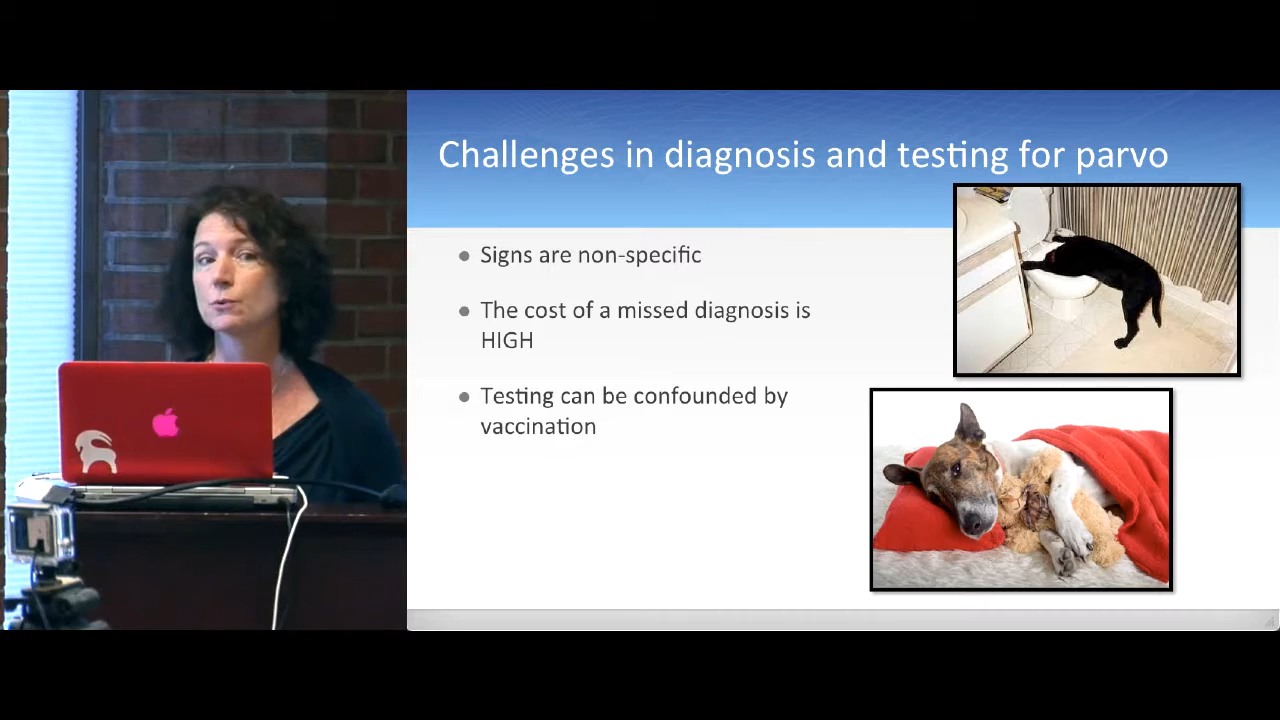 Challenges in diagnosis and testing for parvo
Signs are non-specific
The cost of a missed diagnosis is
HIGH
Testing can be confounded by
vaccination